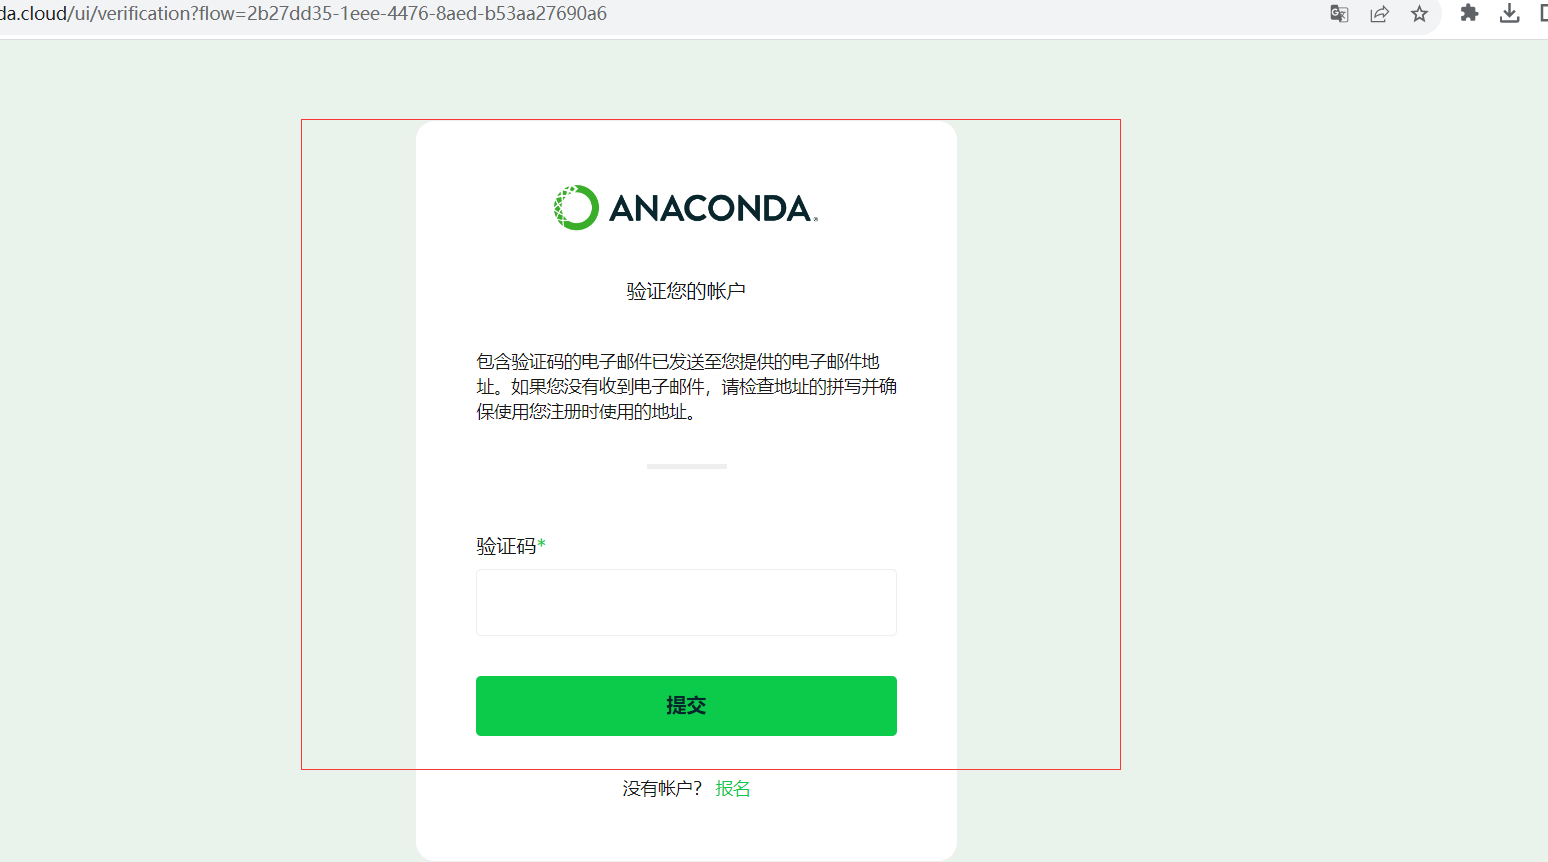 da.cloud/ui/verification?flow=2b27dd35-1eee-4476-8aed-b53aa27690a6
ANANCONDA
验证您的帐户
包含验证码的电子邮件已发送至您提供的电子邮件地
址。如果您没有收到电子邮件，请检查地址的拼写并确
保使用您注册时使用的地址。
验证码*
提交
没有帐户？ 报名